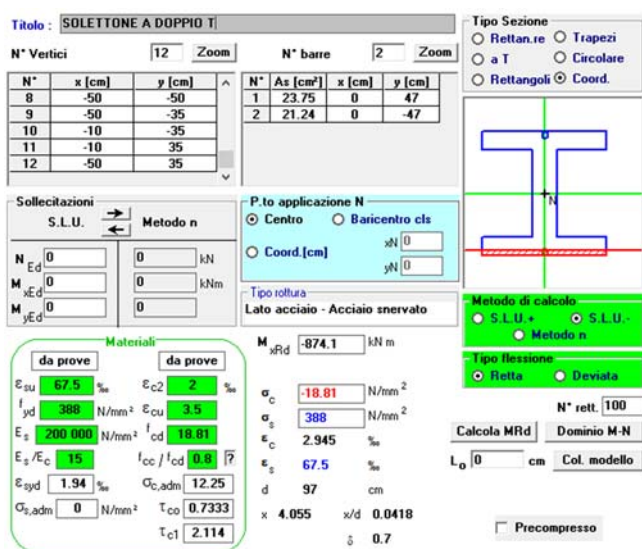 Titolo : SOLETTONE A DOPPIO T
N° Vertici 12 Zoom N° barre 2 Zoom
N° x [cm] y [cm]
8 -50 -50
9 -50 -35
10 -10 -35
11 -10 35
12 -50 35
N° As [cm²] x [cm] y [cm]
1 23.75 0 47
2 21.24 0 -47
Tipo Sezione
Rettan.re Trapezi
a T Circolare
Rettangoli Coord.
N
Sollecitazioni
S.L.U. Metodo n
N Ed 0 0 kN
M xEd 0 0 kNm
M yEd 0 0
P.to applicazione N
Centro Baricentro cls
Coord.[cm] xN 0
yN 0
Tipo rottura
Lato acciaio - Acciaio snervato
Metodo di calcolo
S.L.U.+ S.L.U.-
Metodo n
Tipo flessione
Retta Deviata
Materiali
da prove da prove
εsu 67.5 ‰ εc2 2 ‰
fyd 388 N/mm² εcu 3.5
Es 200 000 N/mm² fcd 18.81
Es/Ec 15 fcc / fcd 0.8 ?
εsyd 1.94 ‰ σc,adm 12.25
σs,adm 0 N/mm² τco 0.7333
τc1 2.114
M xRd -874.1 kN m
σc -18.81 N/mm²
σs 388 N/mm²
εc 2.945 ‰
εs 67.5 ‰
d 97 cm
x 4.055 x/d 0.0418
δ 0.7
N° rett. 100
Calcola MRd Dominio M-N
Lo 0 cm Col. modello
Precompresso